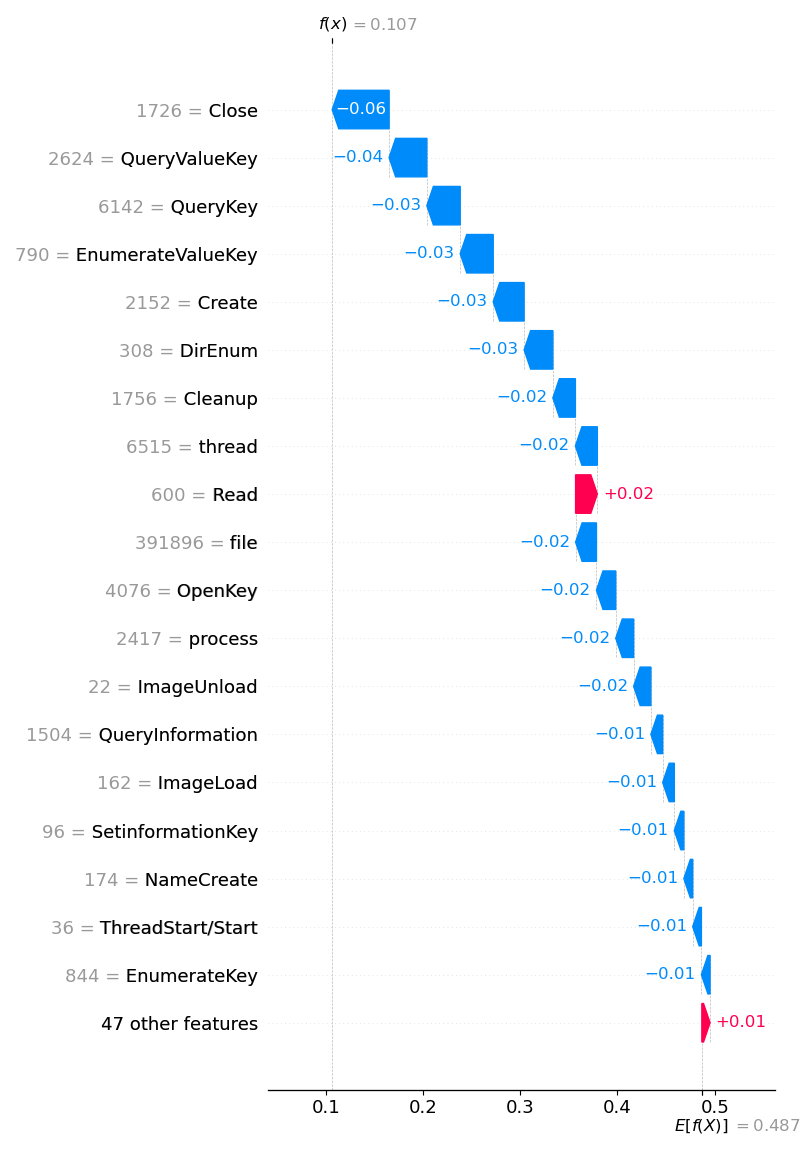 f(x) = 0.107
1726 = Close −0.06
2624 = QueryValueKey −0.04
6142 = QueryKey −0.03
790 = EnumerateValueKey −0.03
2152 = Create −0.03
308 = DirEnum −0.03
1756 = Cleanup −0.02
6515 = thread −0.02
600 = Read +0.02
391896 = file −0.02
4076 = OpenKey −0.02
2417 = process −0.02
22 = ImageUnload −0.02
1504 = QueryInformation −0.01
162 = ImageLoad −0.01
96 = SetinformationKey −0.01
174 = NameCreate −0.01
36 = ThreadStart/Start −0.01
844 = EnumerateKey −0.01
47 other features +0.01
0.1 0.2 0.3 0.4 0.5
E[f(X)] = 0.487